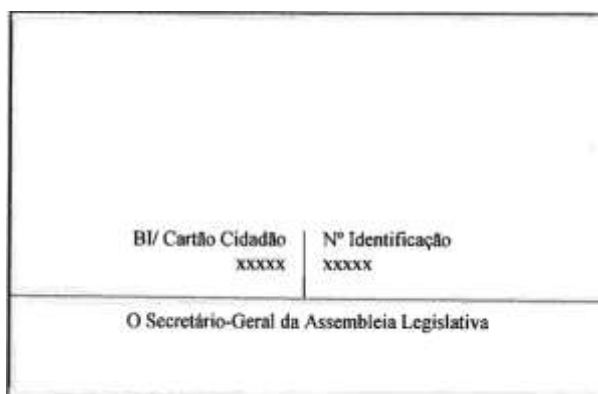 BI/ Cartão Cidadão
xxxxx
Nº Identificação
xxxxx
O Secretário-Geral da Assembleia Legislativa